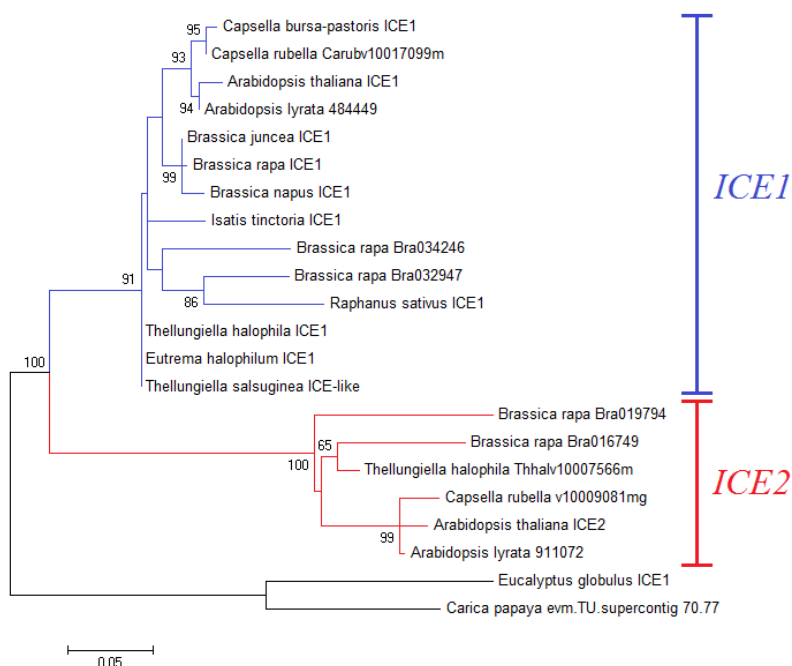 Capsella bursa-pastoris ICE1
95
Capsella rubella Carubv10017099m
93
Arabidopsis thaliana ICE1
94
Arabidopsis lyrata 484449
Brassica juncea ICE1
Brassica rapa ICE1
99
Brassica napus ICE1
ICE1
Isatis tinctoria ICE1
Brassica rapa Bra034246
Brassica rapa Bra032947
91
86
Raphanus sativus ICE1
Thellungiella halophila ICE1
Eutrema halophilum ICE1
100
Thellungiella salsuginea ICE-like
Brassica rapa Bra019794
65
Brassica rapa Bra016749
100
Thellungiella halophila Thhalv10007566m
ICE2
Capsella rubella v10009081mg
Arabidopsis thaliana ICE2
99
Arabidopsis lyrata 911072
Eucalyptus globulus ICE1
Carica papaya evm.TU.supercontig 70.77
0.05